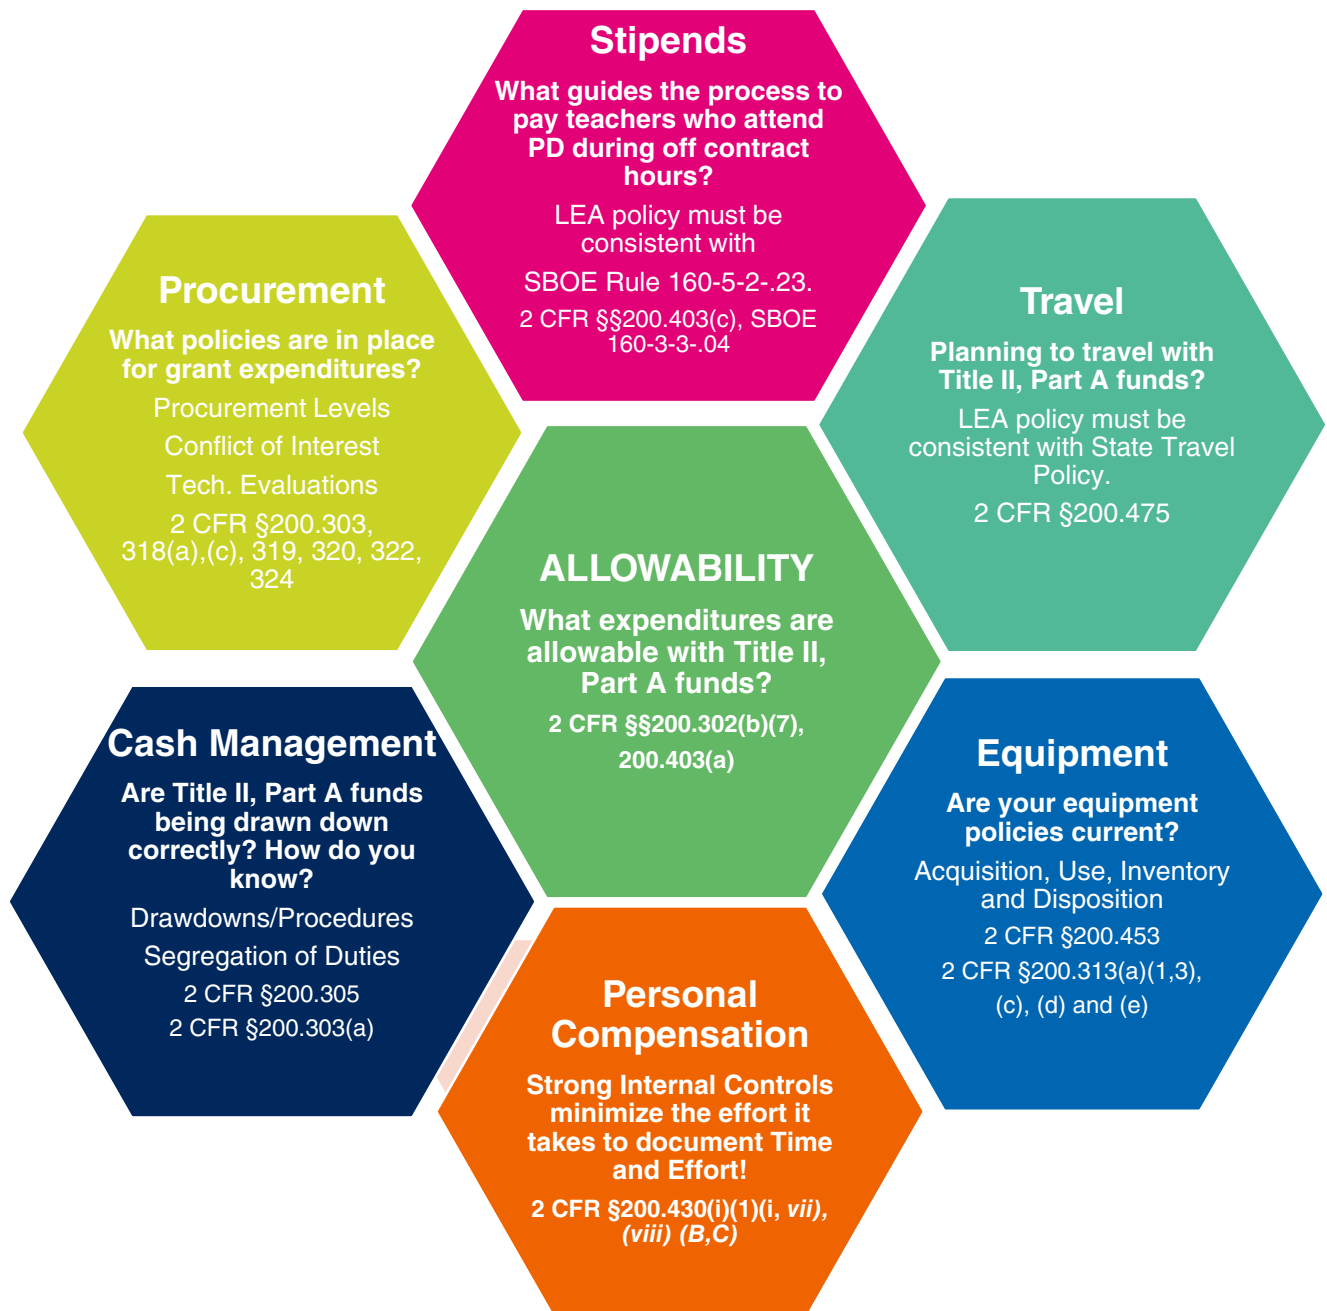 Stipends
What guides the process to
pay teachers who attend
PD during off contract
hours?
LEA policy must be
consistent with
SBOE Rule 160-5-2-.23.
2 CFR §§200.403(c), SBOE
160-3-3-.04
Procurement
What policies are in place
for grant expenditures?
Procurement Levels
Conflict of Interest
Tech. Evaluations
2 CFR §200.303,
318(a),(c), 319, 320, 322,
324
Travel
Planning to travel with
Title II, Part A funds?
LEA policy must be
consistent with State Travel
Policy.
2 CFR §200.475
ALLOWABILITY
What expenditures are
allowable with Title II,
Part A funds?
2 CFR §§200.302(b)(7),
200.403(a)
Cash Management
Are Title II, Part A funds
being drawn down
correctly? How do you
know?
Drawdowns/Procedures
Segregation of Duties
2 CFR §200.305
2 CFR §200.303(a)
Equipment
Are your equipment
policies current?
Acquisition, Use, Inventory
and Disposition
2 CFR §200.453
2 CFR §200.313(a)(1,3),
(c), (d) and (e)
Personal
Compensation
Strong Internal Controls
minimize the effort it
takes to document Time
and Effort!
2 CFR §200.430(i)(1)(i, vii),
(viii) (B,C)